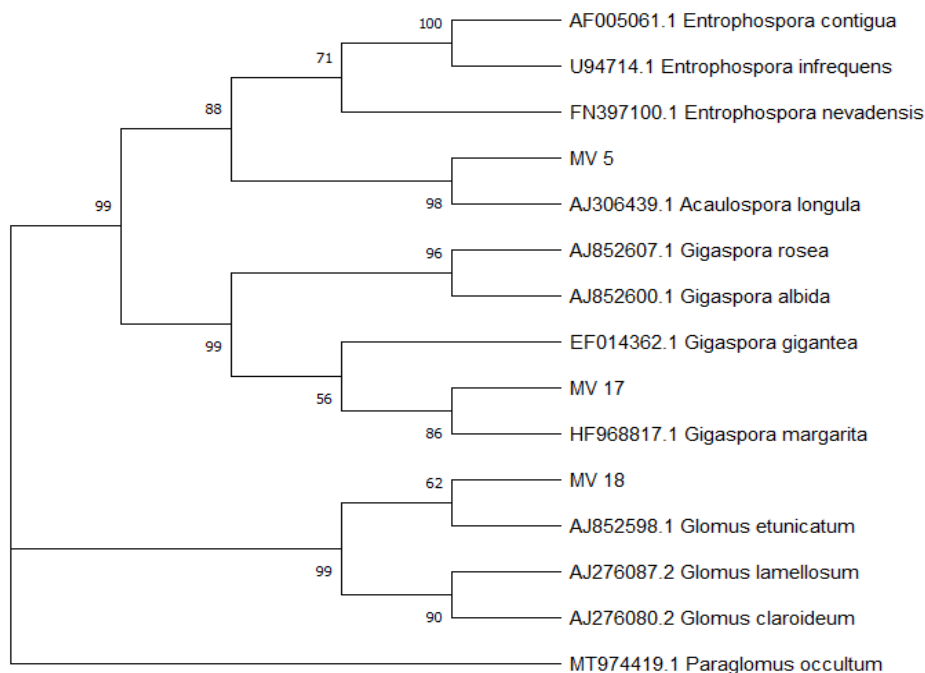 100
AF005061.1 Entrophospora contigua
71
U94714.1 Entrophospora infrequens
88
FN397100.1 Entrophospora nevadensis
MV 5
99
98
AJ306439.1 Acaulospora longula
96
AJ852607.1 Gigaspora rosea
AJ852600.1 Gigaspora albida
99
EF014362.1 Gigaspora gigantea
56
MV 17
86
HF968817.1 Gigaspora margarita
62
MV 18
AJ852598.1 Glomus etunicatum
99
AJ276087.2 Glomus lamellosum
90
AJ276080.2 Glomus claroideum
MT974419.1 Paraglomus occultum